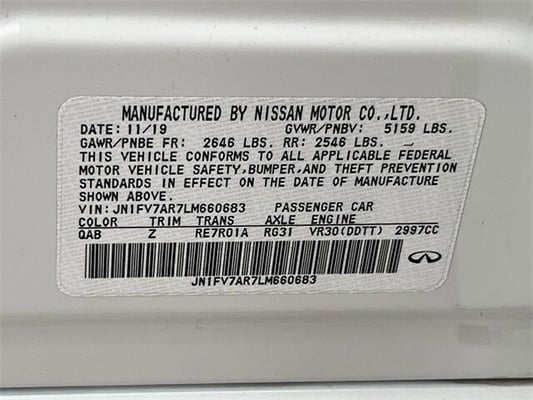 MANUFACTURED BY NISSAN MOTOR CO.,LTD.
DATE: 11/19 GVWR/PNBV: 5159 LBS.
GAWR/PNBE FR: 2646 LBS. RR: 2546 LBS.
THIS VEHICLE CONFORMS TO ALL APPLICABLE FEDERAL
MOTOR VEHICLE SAFETY,BUMPER,AND THEFT PREVENTION
STANDARDS IN EFFECT ON THE DATE OF MANUFACTURE
SHOWN ABOVE.
VIN: JN1FV7AR7LM660683 PASSENGER CAR
COLOR TRIM TRANS AXLE ENGINE
QAB Z RE7R01A RG31 VR30(DDTT) 2997CC
JN1FV7AR7LM660683